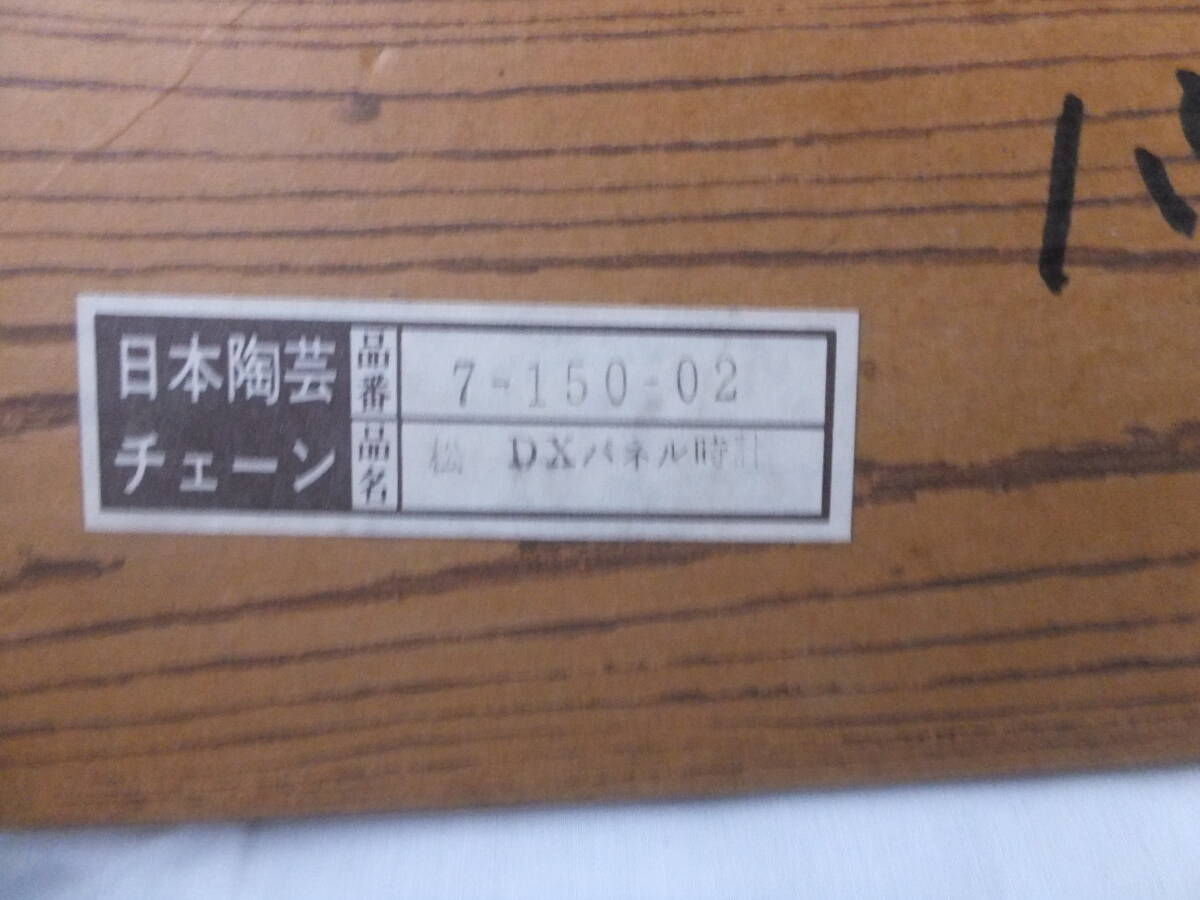 日本陶芸
チェーン
品番 7-150-02
品名 松 DXパネル時計